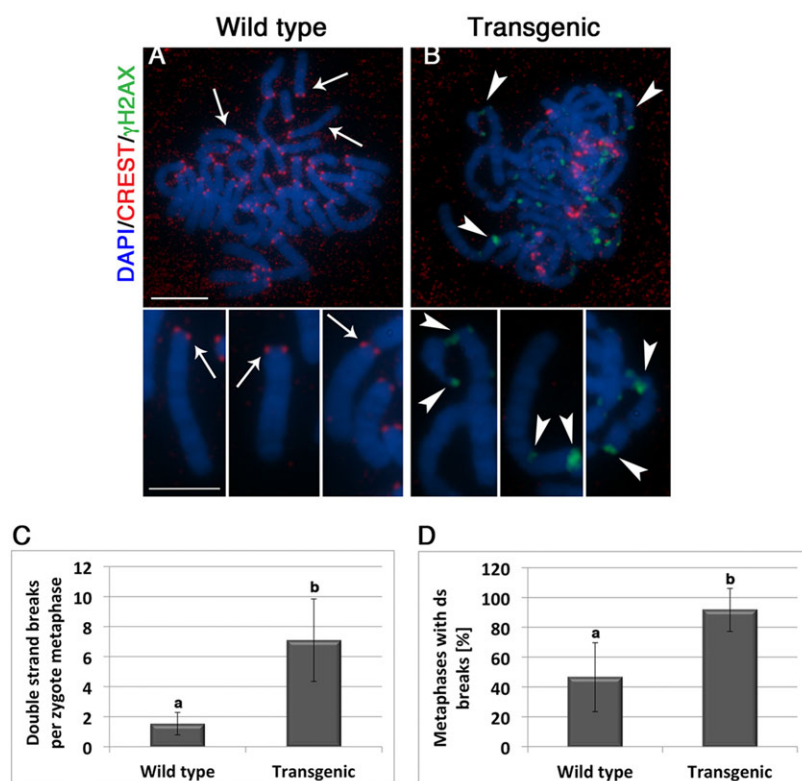 Wild type
Transgenic
A
B
DAPI/CREST/γH2AX
C
D
Double strand breaks
per zygote metaphase
12
10
8
6
4
2
0
a
b
Wild type
Transgenic
Metaphases with ds
breaks [%]
120
100
80
60
40
20
0
a
b
Wild type
Transgenic